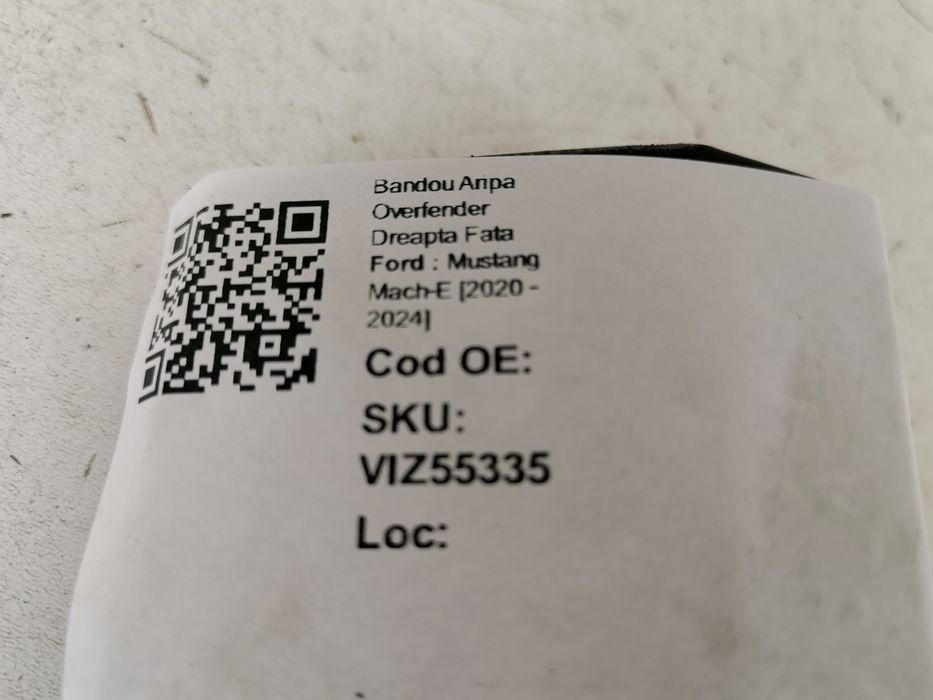 Bandou Aripa
Overfender
Dreapta Fata
Ford : Mustang
Mach-E [2020 -
2024]
Cod OE:
SKU:
VIZ55335
Loc: